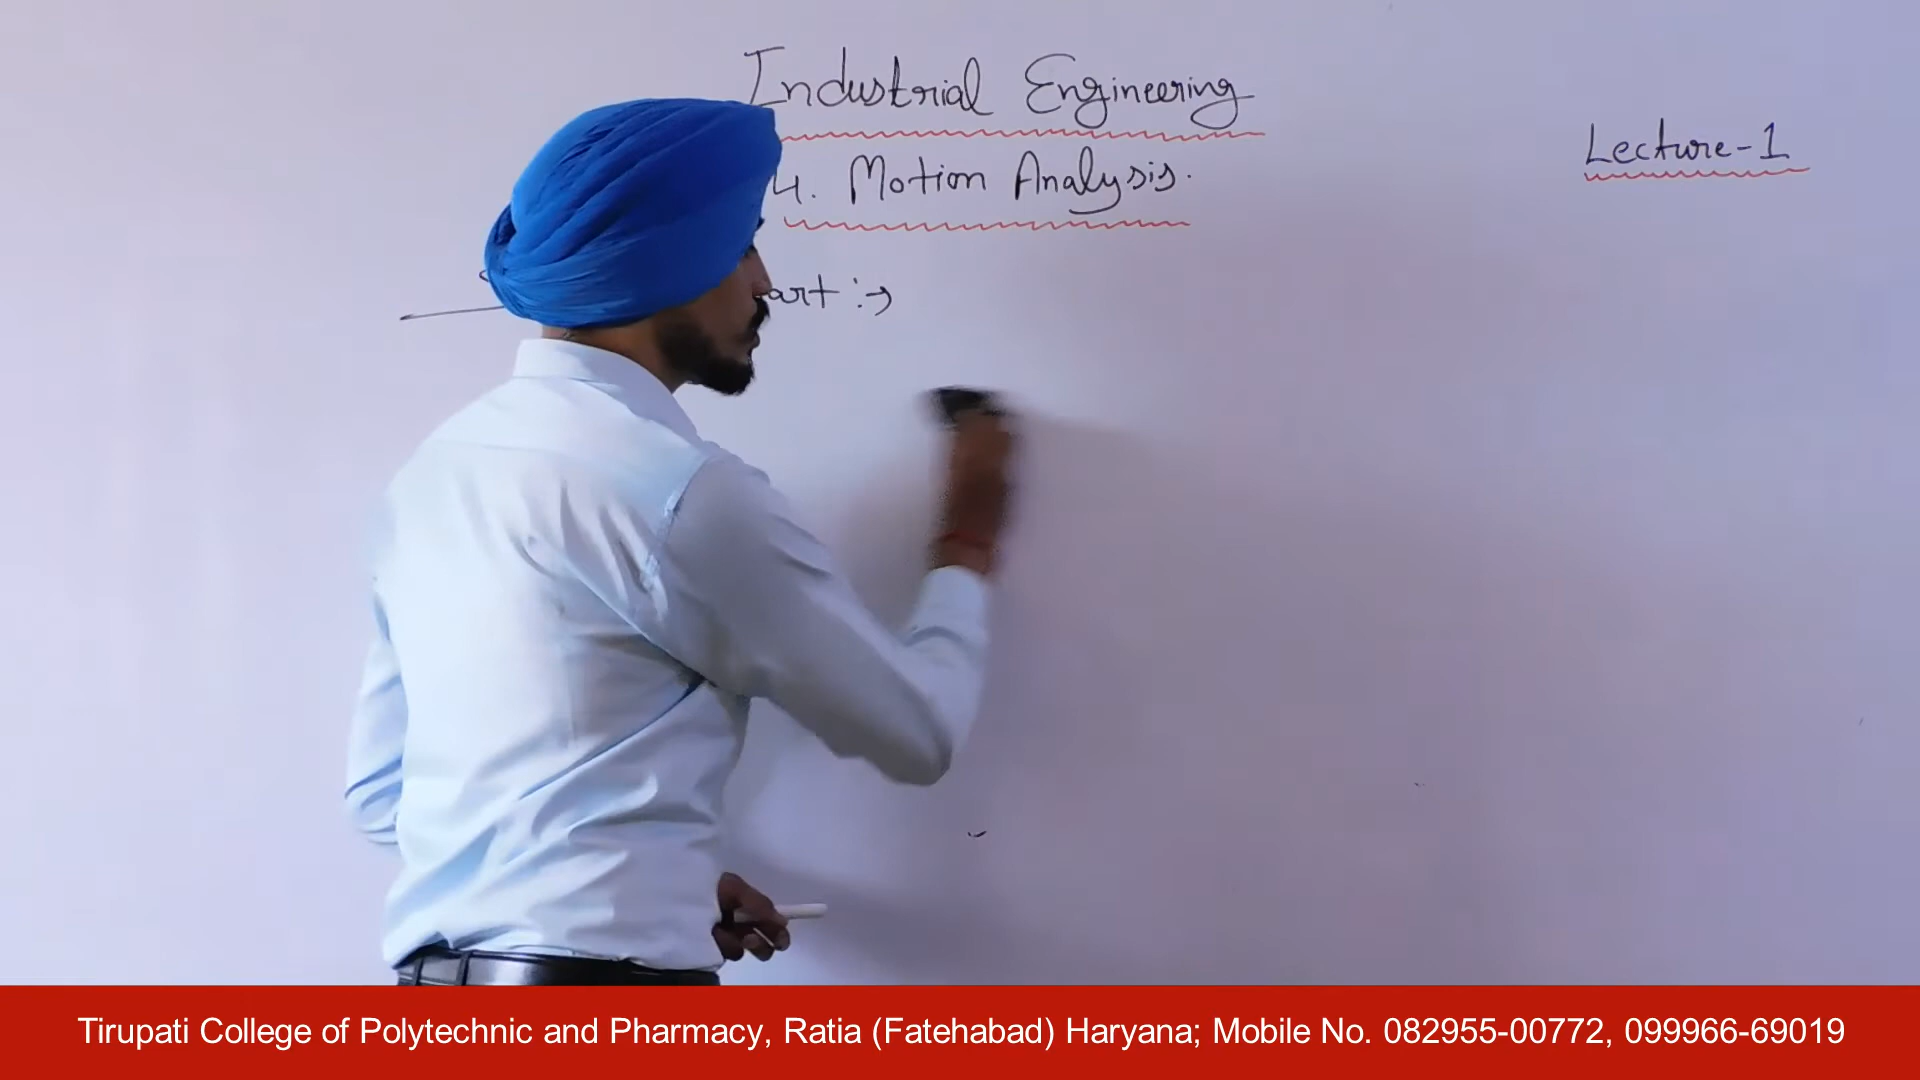 Industrial Engineering
Lecture-1
4. Motion Analysis.
art :→
Tirupati College of Polytechnic and Pharmacy, Ratia (Fatehabad) Haryana; Mobile No. 082955-00772, 099966-69019